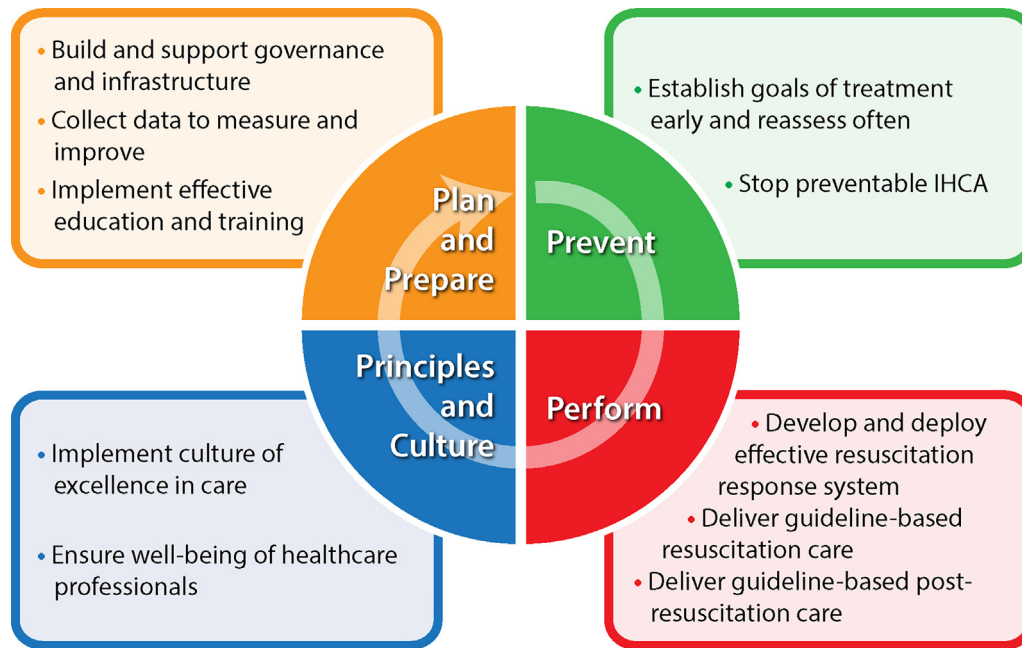 • Build and support governance
and infrastructure
• Collect data to measure and
improve
• Implement effective
education and training
Plan
and
Prepare
• Establish goals of treatment
early and reassess often
• Stop preventable IHCA
Prevent
Principles
and
Culture
• Implement culture of
excellence in care
• Ensure well-being of healthcare
professionals
Perform
• Develop and deploy
effective resuscitation
response system
• Deliver guideline-based
resuscitation care
• Deliver guideline-based post-
resuscitation care